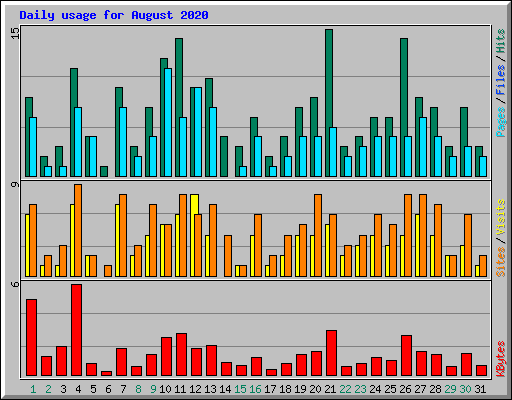 Daily usage for August 2020
15
Pages / Files / Hits
9
Sites / Visits
6
KBytes
1 2 3 4 5 6 7 8 9 10 11 12 13 14 15 16 17 18 19 20 21 22 23 24 25 26 27 28 29 30 31